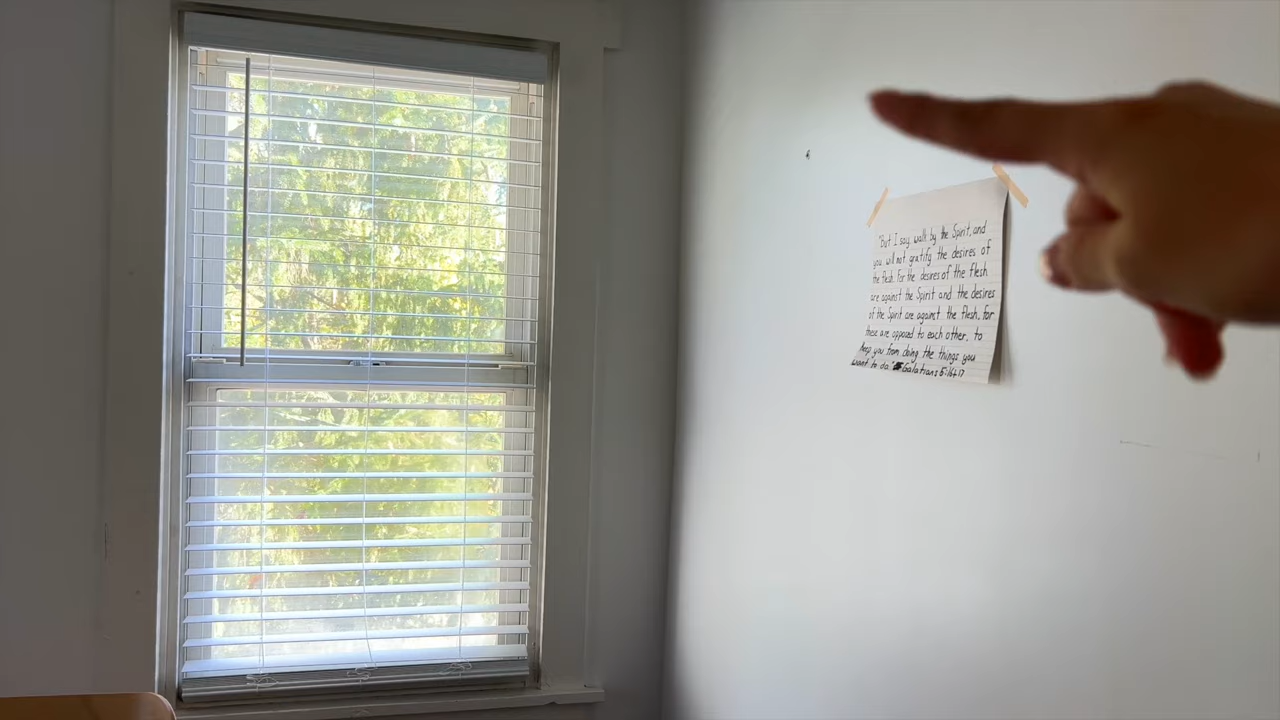 "But I say, walk by the Spirit, and
you will not gratify the desires of
the flesh. For the desires of the flesh
are against the Spirit and the desires
of the Spirit are against the flesh, for
these are opposed to each other, to
keep you from doing the things you
want to do." Galations 5:16+17